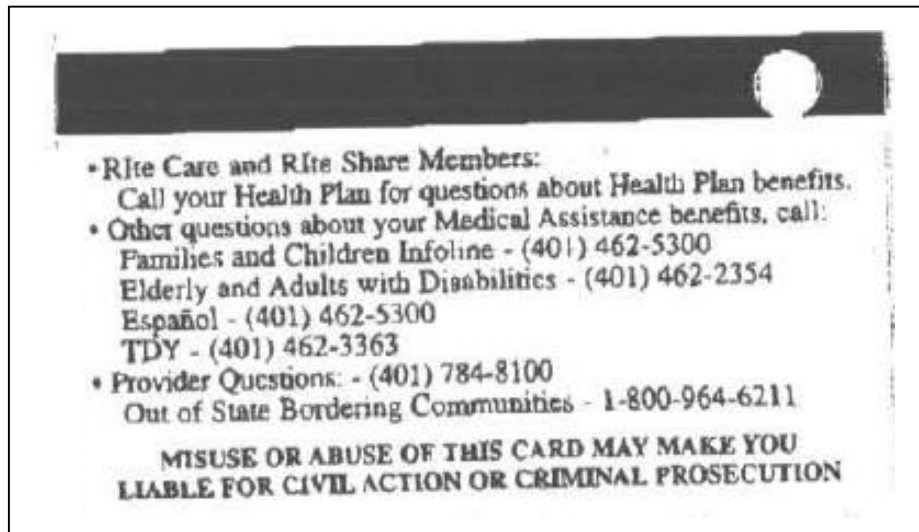 • RIte Care and RIte Share Members:
Call your Health Plan for questions about Health Plan benefits.
• Other questions about your Medical Assistance benefits, call:
Families and Children Infoline - (401) 462-5300
Elderly and Adults with Disabilities - (401) 462-2354
Español - (401) 462-5300
TDY - (401) 462-3363
• Provider Questions: - (401) 784-8100
Out of State Bordering Communities - 1-800-964-6211
MISUSE OR ABUSE OF THIS CARD MAY MAKE YOU
LIABLE FOR CIVIL ACTION OR CRIMINAL PROSECUTION